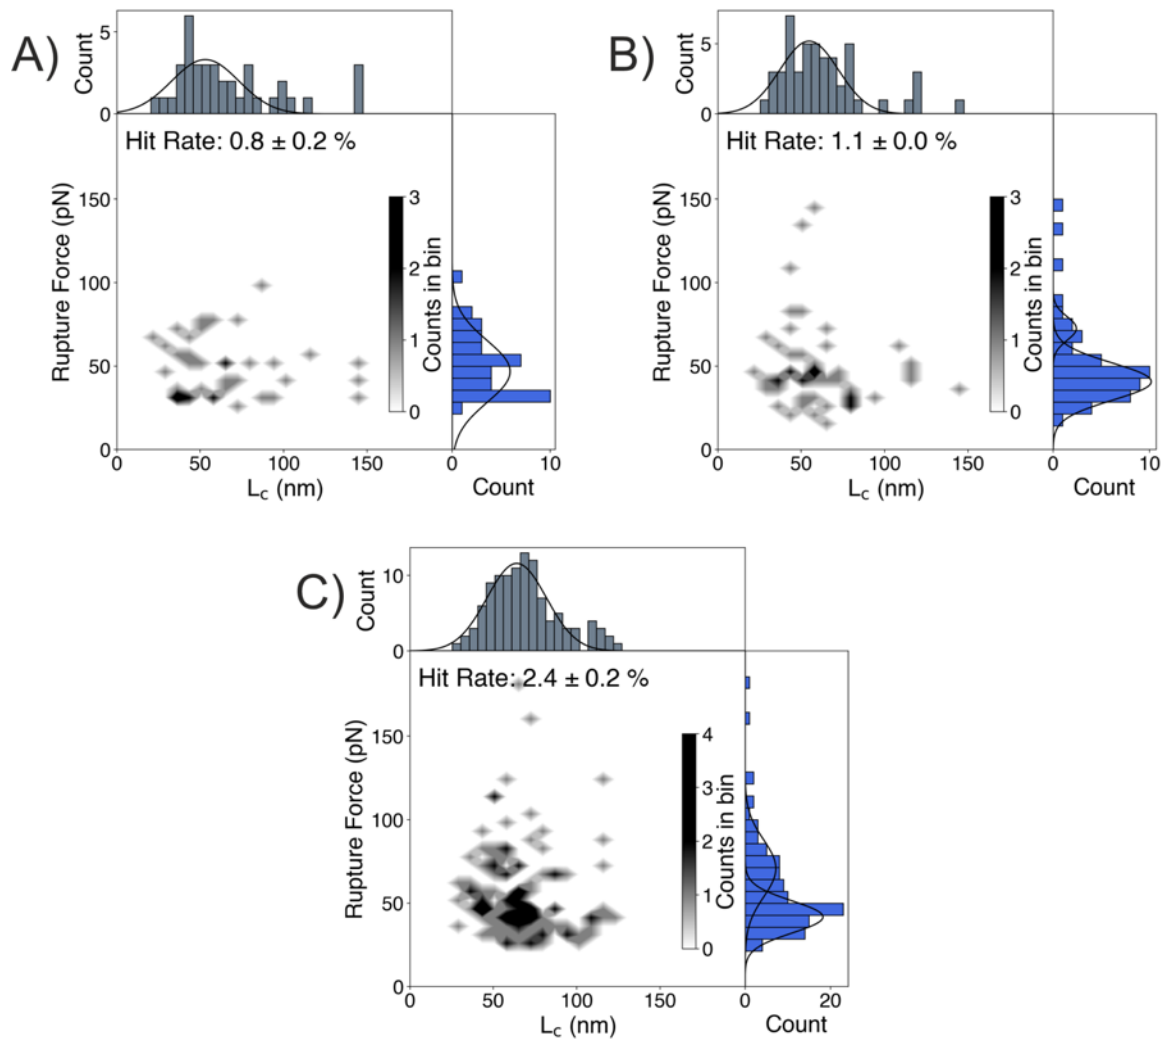 A)
Count
5
0
Hit Rate: 0.8 ± 0.2 %
Rupture Force (pN)
150
100
50
0
3
2
1
0
Counts in bin
0 50 100 150
L_c (nm)
0 10
Count
B)
Count
5
0
Hit Rate: 1.1 ± 0.0 %
Rupture Force (pN)
150
100
50
0
3
2
1
0
Counts in bin
0 50 100 150
L_c (nm)
0 10
Count
C)
Count
10
0
Hit Rate: 2.4 ± 0.2 %
Rupture Force (pN)
150
100
50
0
4
3
2
1
0
Counts in bin
0 50 100 150
L_c (nm)
0 20
Count